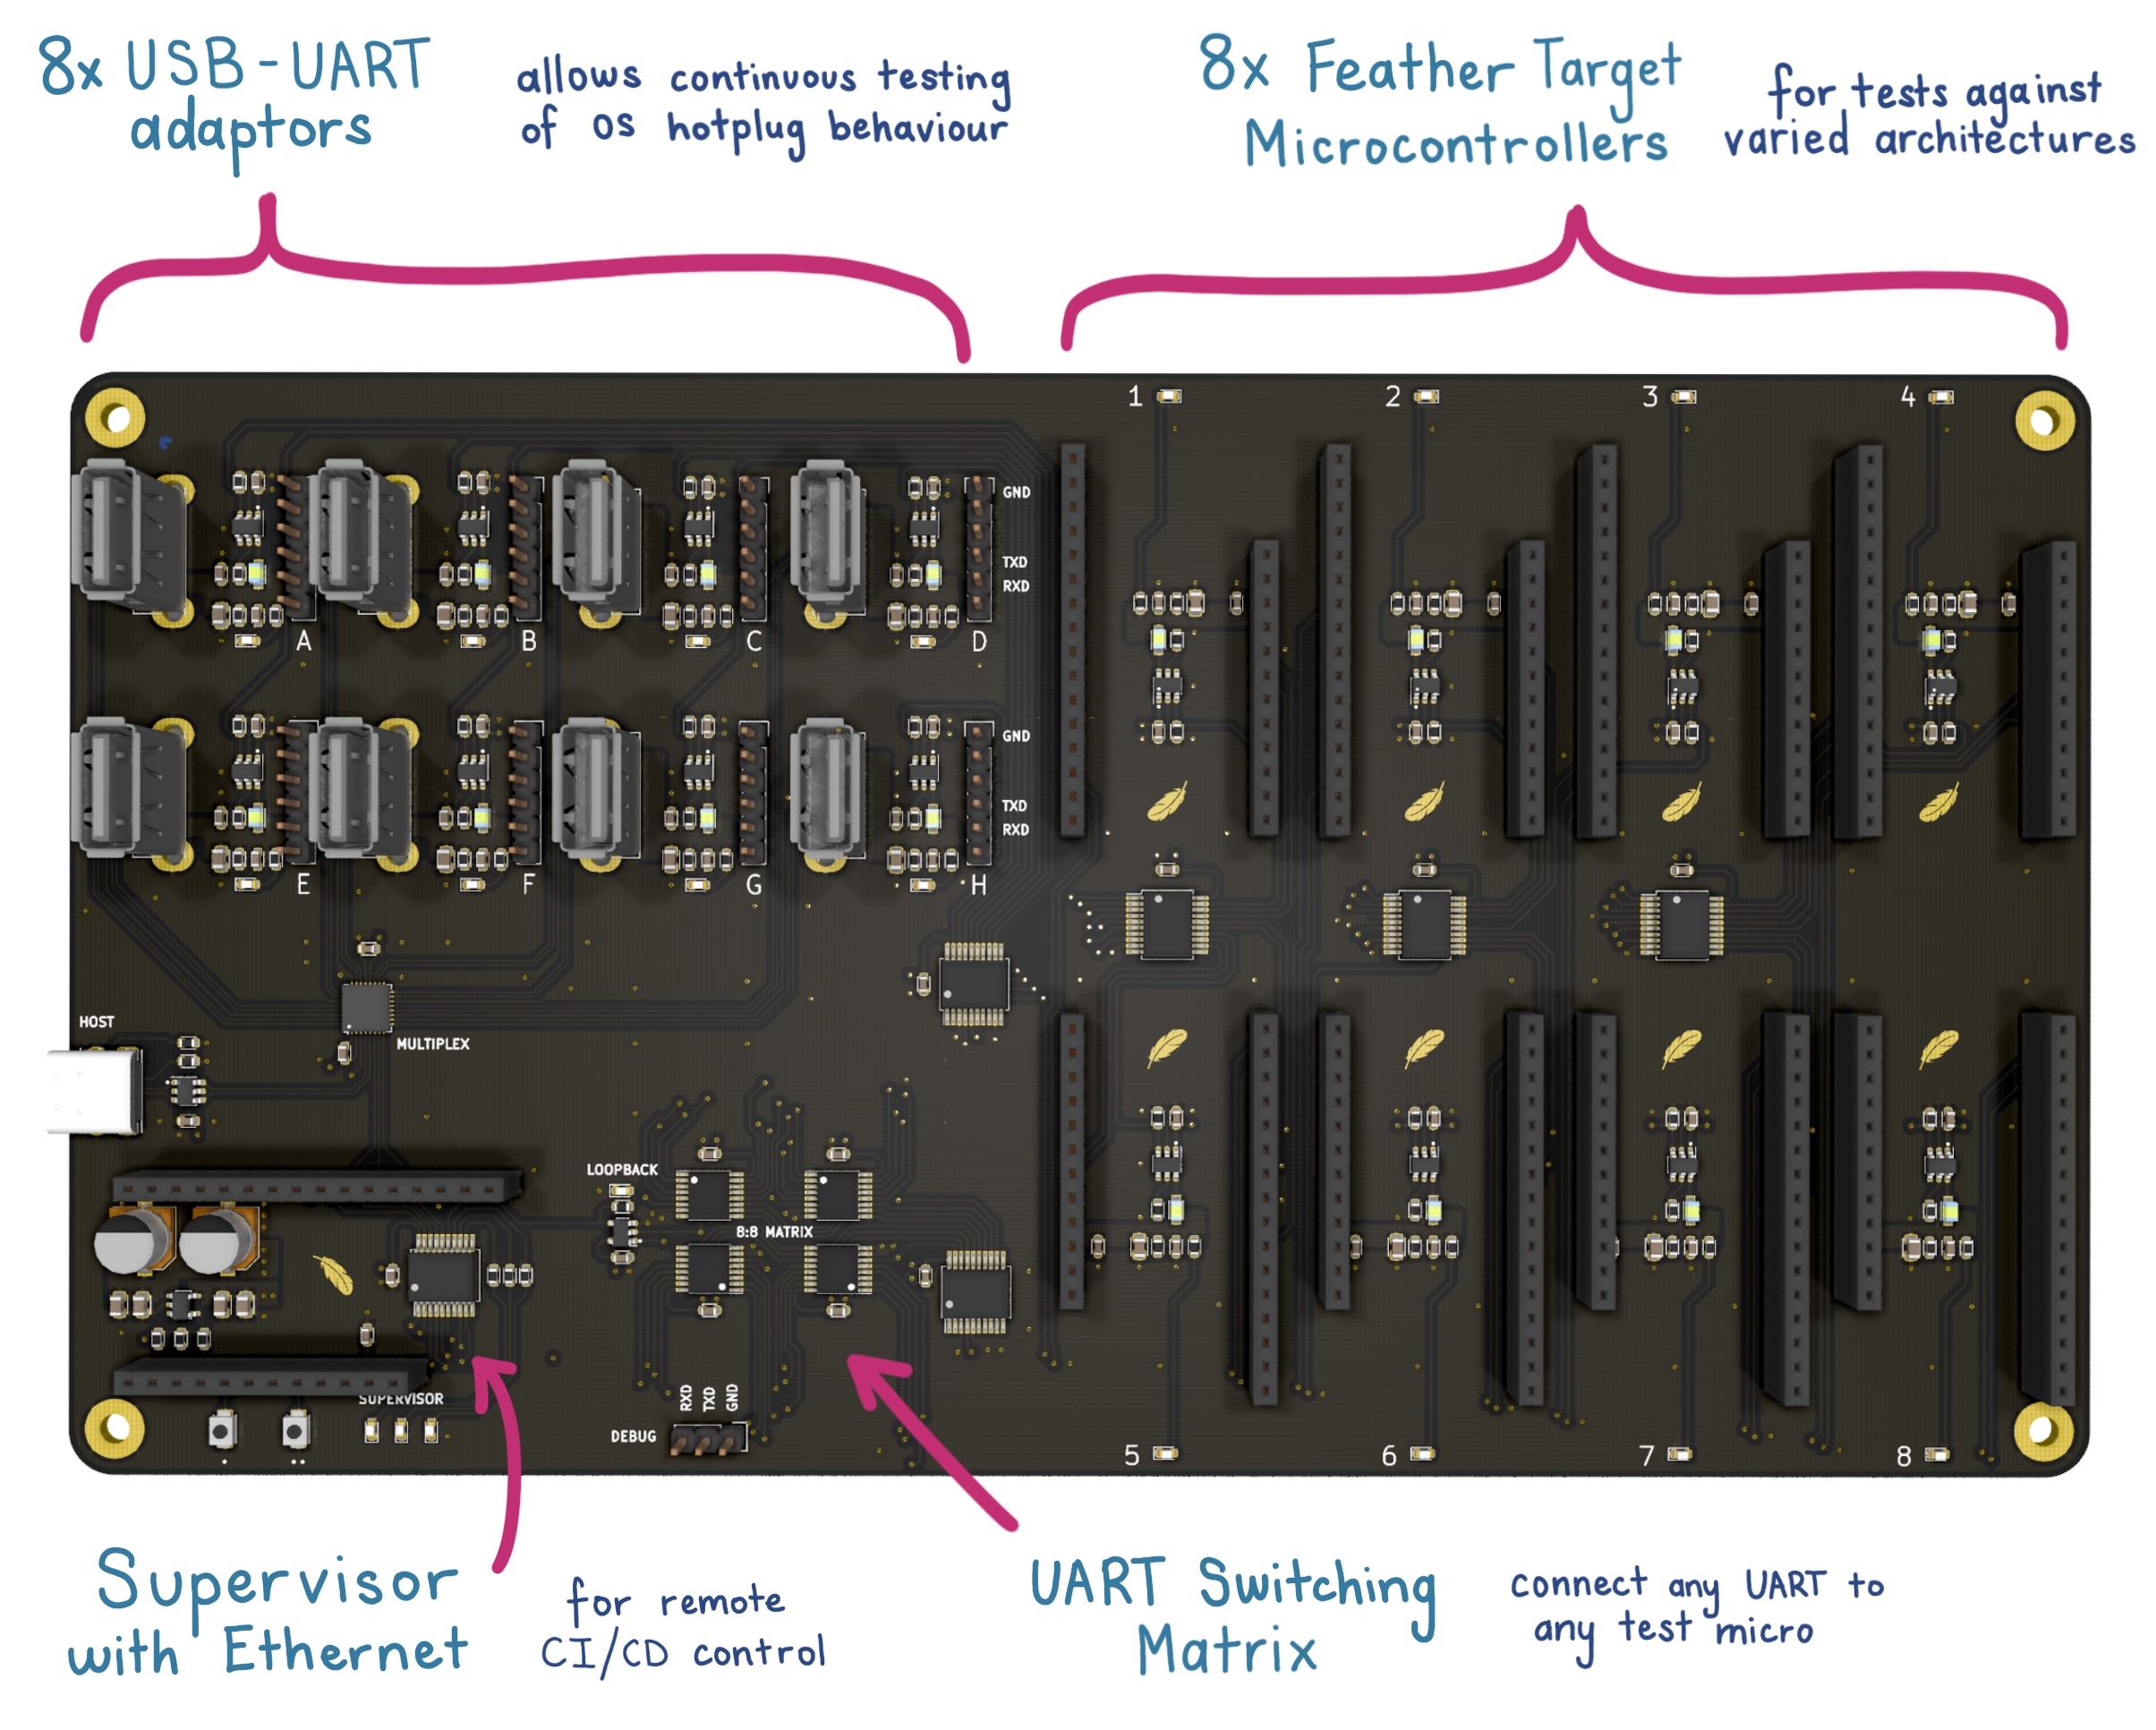 8x USB-UART
adaptors
allows continuous testing
of OS hotplug behaviour
8x Feather Target
Microcontrollers
for tests against
varied architectures
1
2
3
4
GND
TXD
RXD
A
B
C
D
GND
TXD
RXD
E
F
G
H
HOST
MULTIPLEX
LOOPBACK
8:8 MATRIX
SUPERVISOR
RXD
TXD
GND
DEBUG
5
6
7
8
Supervisor
with Ethernet
for remote
CI/CD control
UART Switching
Matrix
connect any UART to
any test micro